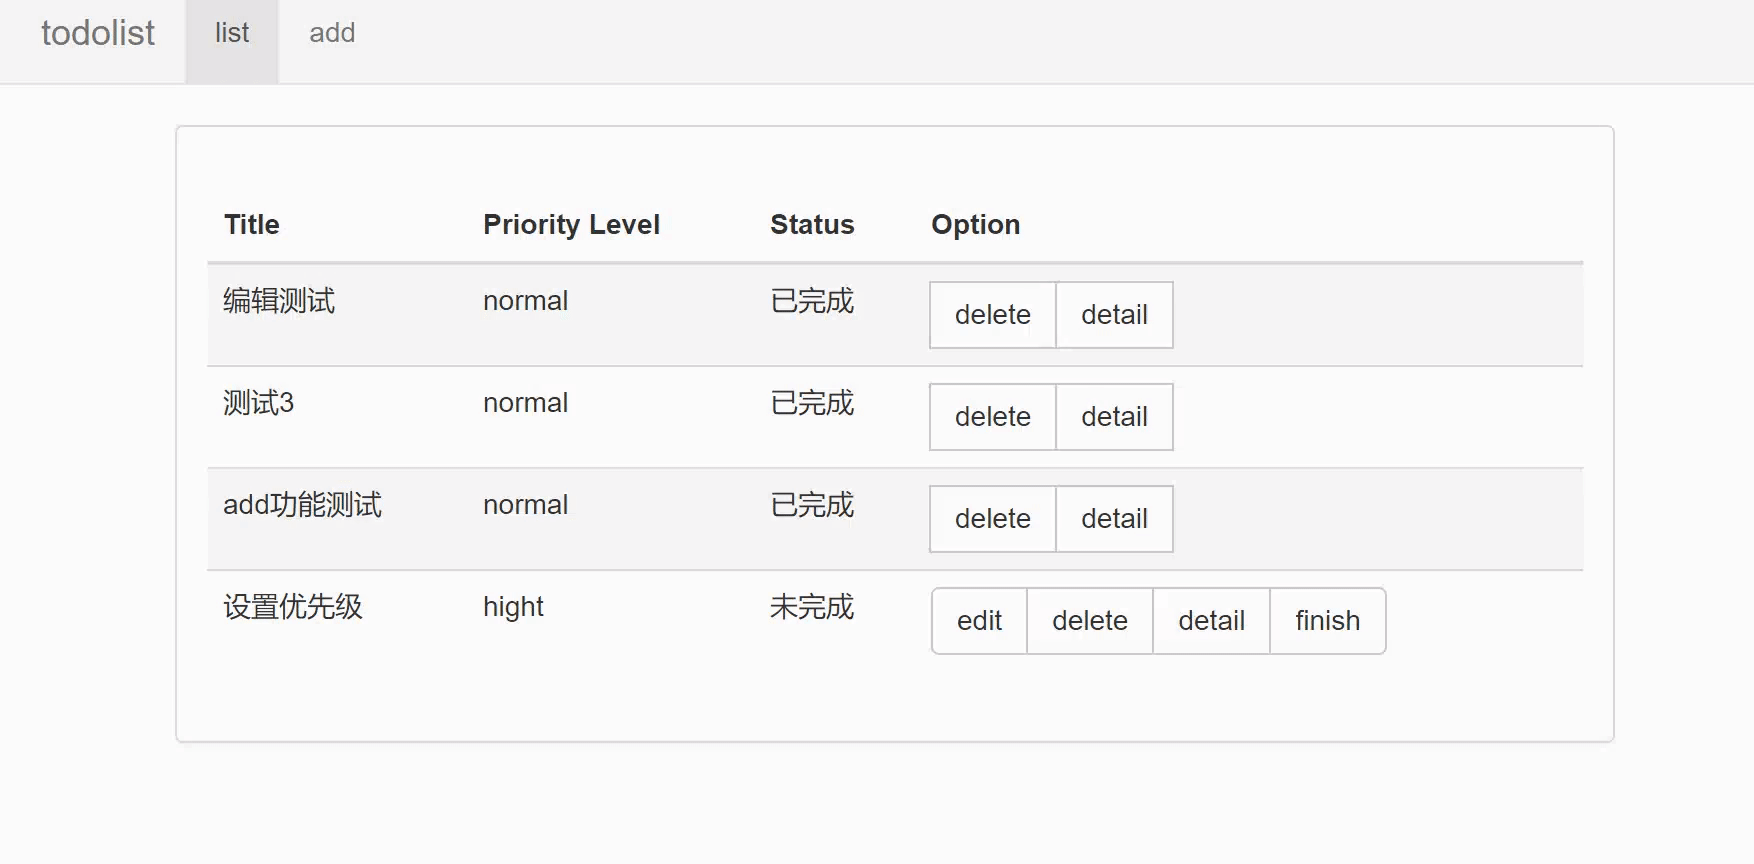 todolist list add
Title Priority Level Status Option
编辑测试 normal 已完成 delete detail
测试3 normal 已完成 delete detail
add功能测试 normal 已完成 delete detail
设置优先级 hight 未完成 edit delete detail finish